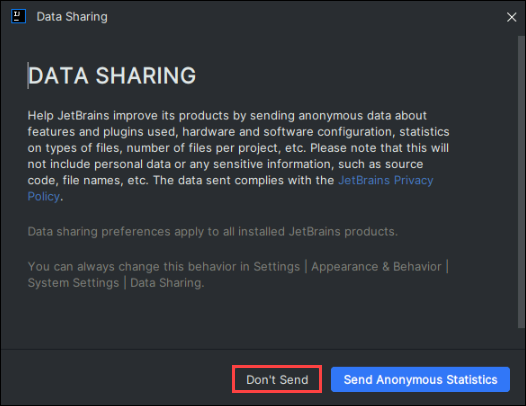 IJ
Data Sharing
DATA SHARING
Help JetBrains improve its products by sending anonymous data about
features and plugins used, hardware and software configuration, statistics
on types of files, number of files per project, etc. Please note that this will
not include personal data or any sensitive information, such as source
code, file names, etc. The data sent complies with the JetBrains Privacy
Policy.
Data sharing preferences apply to all installed JetBrains products.
You can always change this behavior in Settings | Appearance & Behavior |
System Settings | Data Sharing.
Don't Send
Send Anonymous Statistics